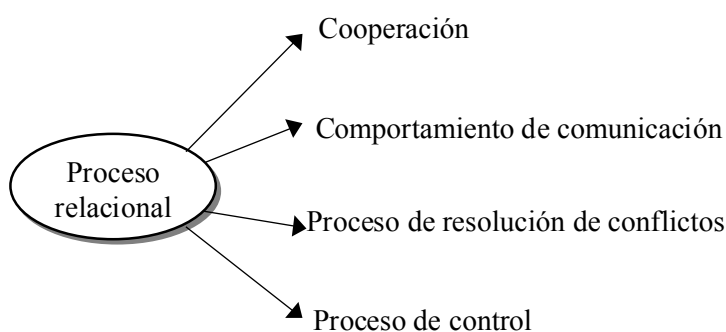 Cooperación
Comportamiento de comunicación
Proceso
relacional
Proceso de resolución de conflictos
Proceso de control